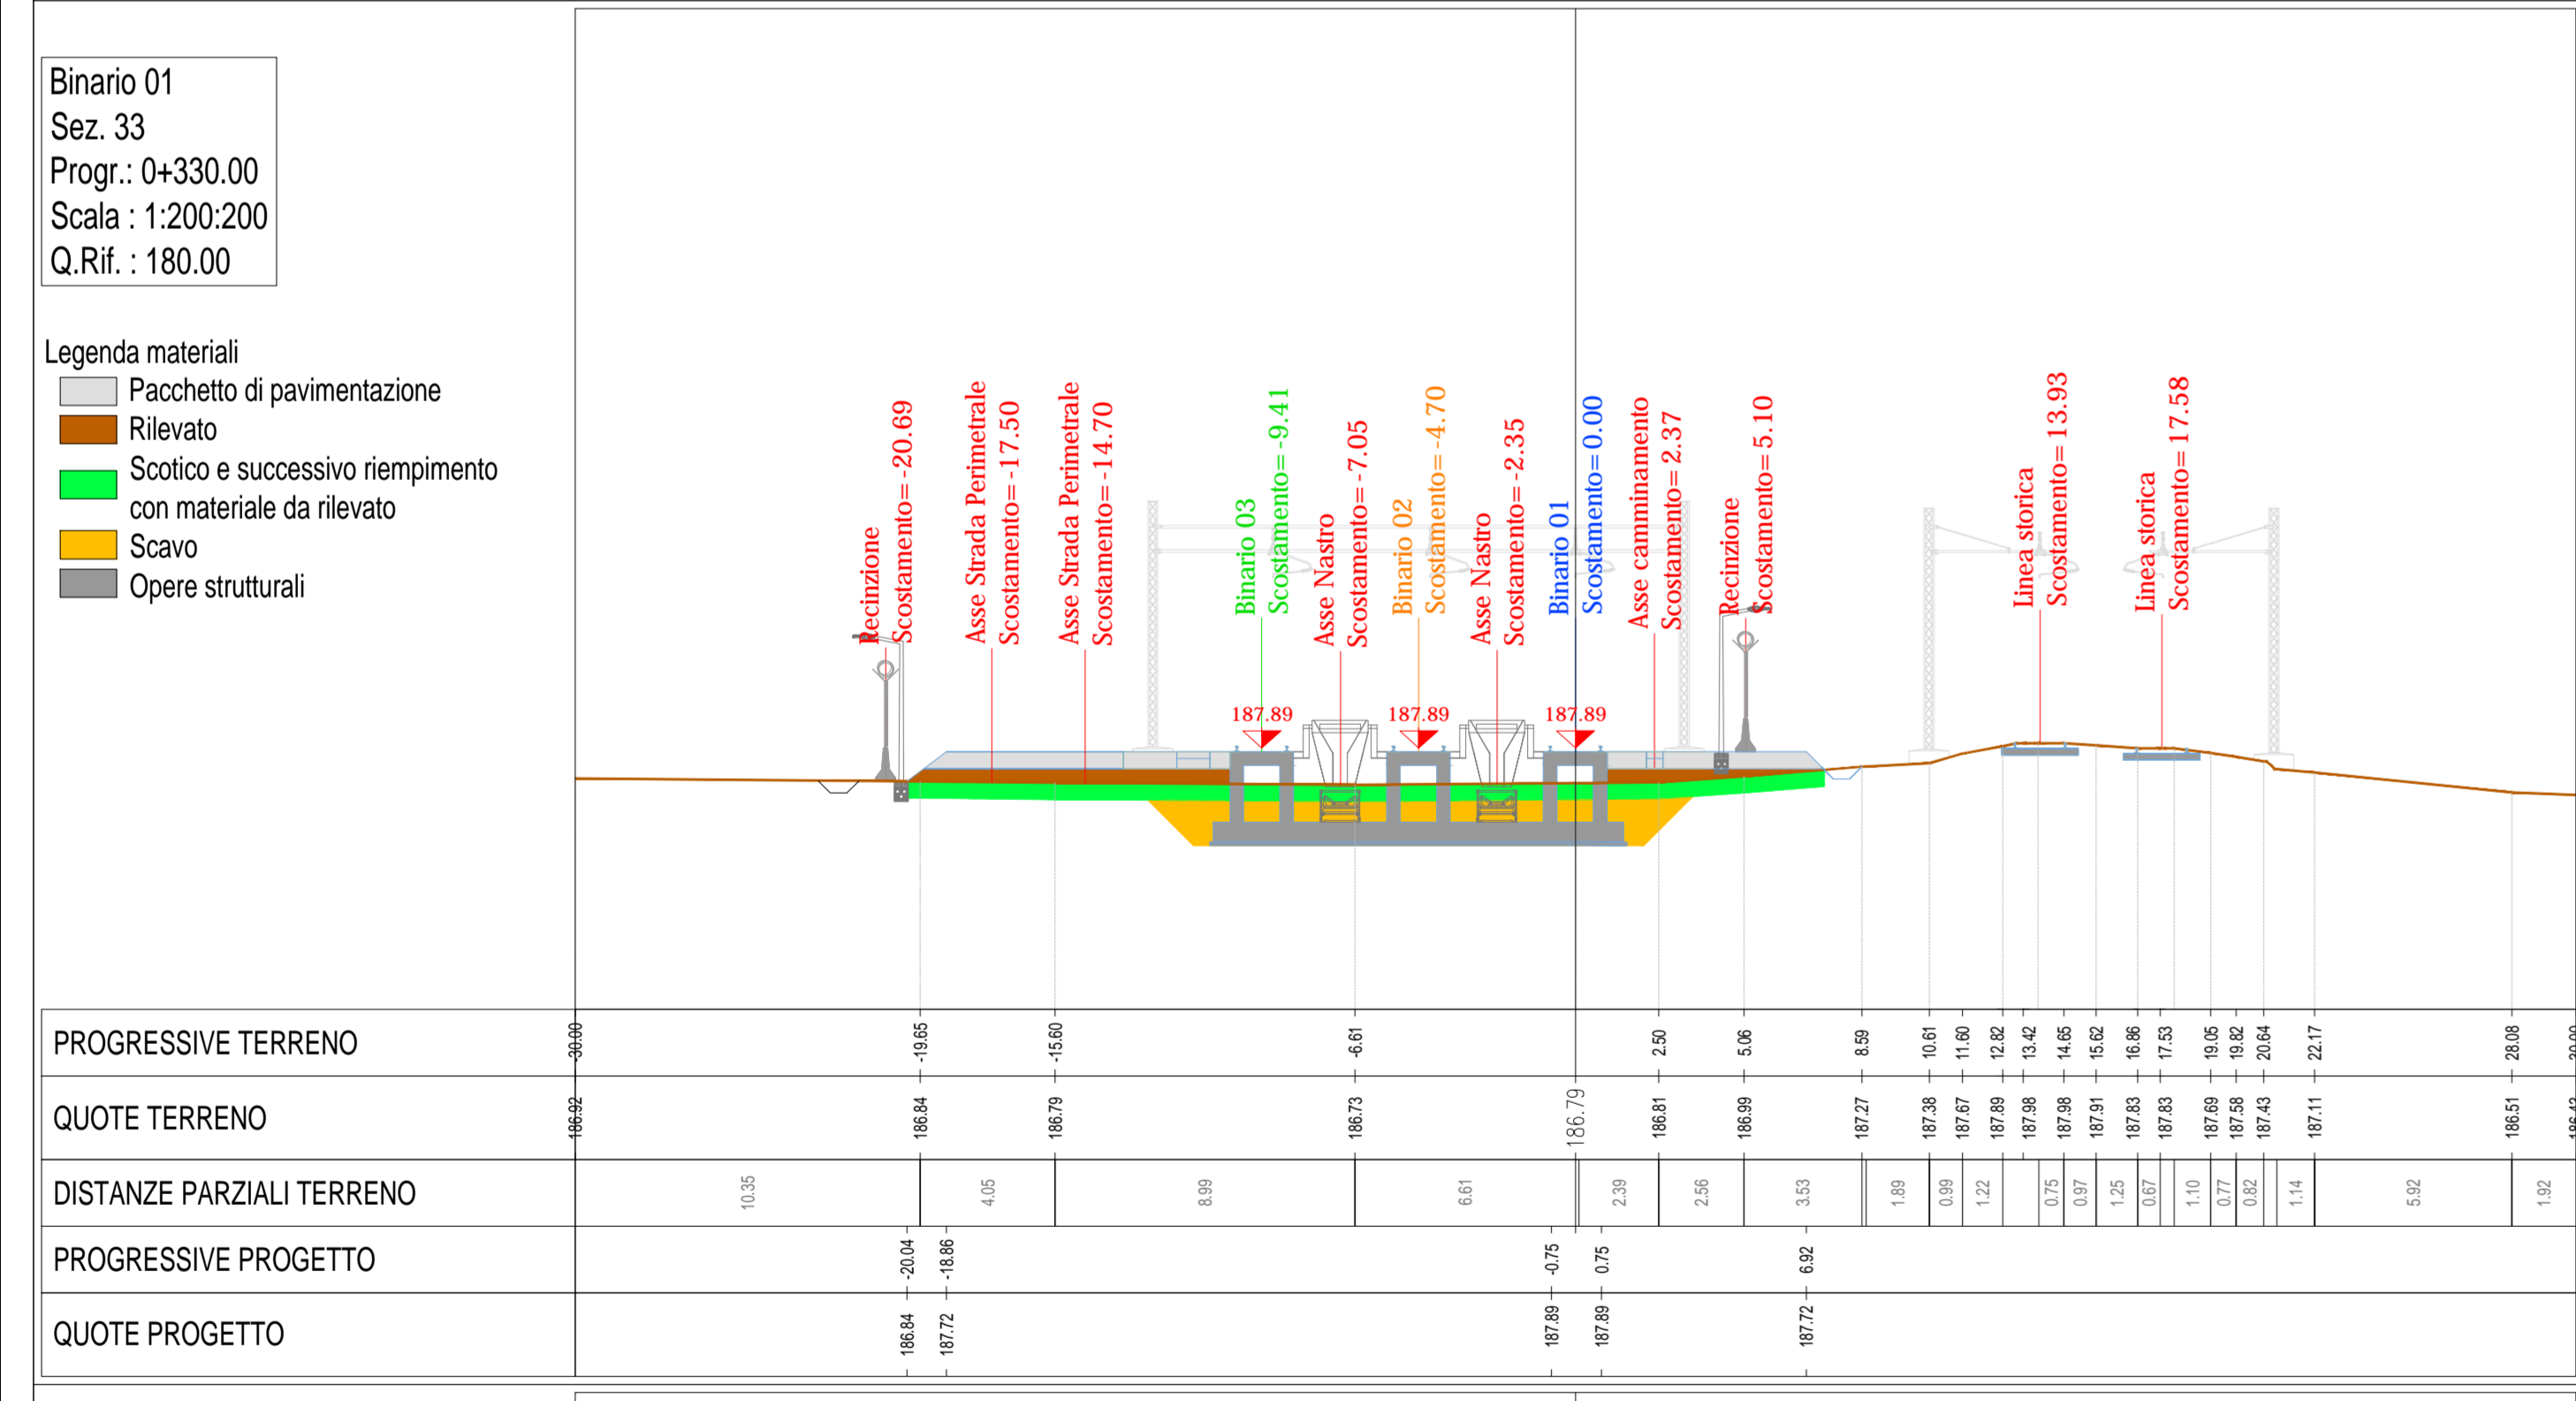 Binario 01
Sez. 33
Progr.: 0+330.00
Scala : 1:200:200
Q.Rif. : 180.00
Legenda materiali
Pacchetto di pavimentazione
Rilevato
Scotico e successivo riempimento
con materiale da rilevato
Scavo
Opere strutturali
Recinzione
Scostamento=-20.69
Asse Strada Perimetrale
Scostamento=-17.50
Asse Strada Perimetrale
Scostamento=-14.70
Binario 03
Scostamento=-9.41
Asse Nastro
Scostamento=-7.05
Binario 02
Scostamento=-4.70
Asse Nastro
Scostamento=-2.35
Binario 01
Scostamento=0.00
Asse camminamento
Scostamento=2.37
Recinzione
Scostamento=5.10
Linea storica
Scostamento=13.93
Linea storica
Scostamento=17.58
187.89 187.89 187.89
PROGRESSIVE TERRENO -30.00 -19.65 -15.60 -6.61 2.50 5.06 8.59 10.61 11.60 12.82 13.42 14.65 15.62 16.86 17.53 19.05 19.82 20.64 22.17 28.08 30.00
QUOTE TERRENO 186.92 186.84 186.79 186.73 186.79 186.81 186.99 187.27 187.38 187.67 187.89 187.98 187.98 187.91 187.83 187.83 187.69 187.58 187.43 187.11 186.51
DISTANZE PARZIALI TERRENO 10.35 4.05 8.99 6.61 2.39 2.56 3.53 1.89 0.99 1.22 0.75 0.97 1.25 0.67 1.10 0.77 0.82 1.14 5.92 1.92
PROGRESSIVE PROGETTO -20.04 -18.86 -0.75 0.75 6.92
QUOTE PROGETTO 186.84 187.72 187.89 187.89 187.72